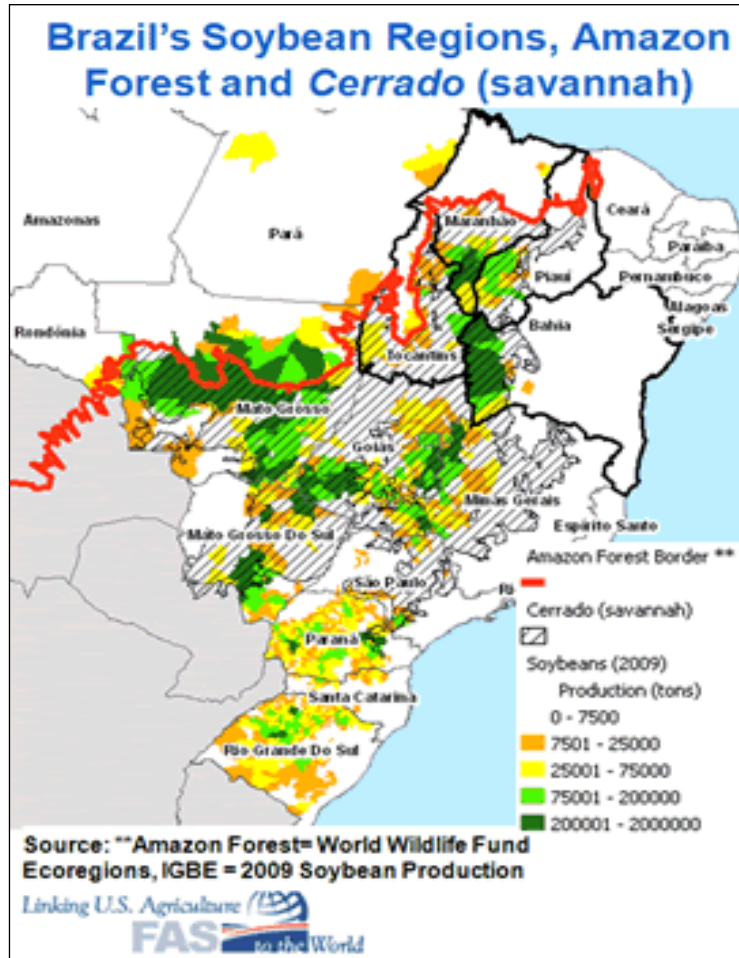 Brazil's Soybean Regions, Amazon
Forest and Cerrado (savannah)
Amazonas
Pará
Maranhão
Ceará
Paraíba
Piauí
Pernambuco
Alagoas
Sergipe
Rondônia
Bahia
Tocantins
Mato Grosso
Goiás
Minas Gerais
Mato Grosso Do Sul
Espírito Santo
São Paulo
Ri
Paraná
Santa Catarina
Rio Grande Do Sul
Amazon Forest Border **
Cerrado (savannah)
Soybeans (2009)
Production (tons)
0 - 7500
7501 - 25000
25001 - 75000
75001 - 200000
200001 - 2000000
Source: **Amazon Forest= World Wildlife Fund
Ecoregions, IGBE = 2009 Soybean Production
Linking U.S. Agriculture
FAS
to the World